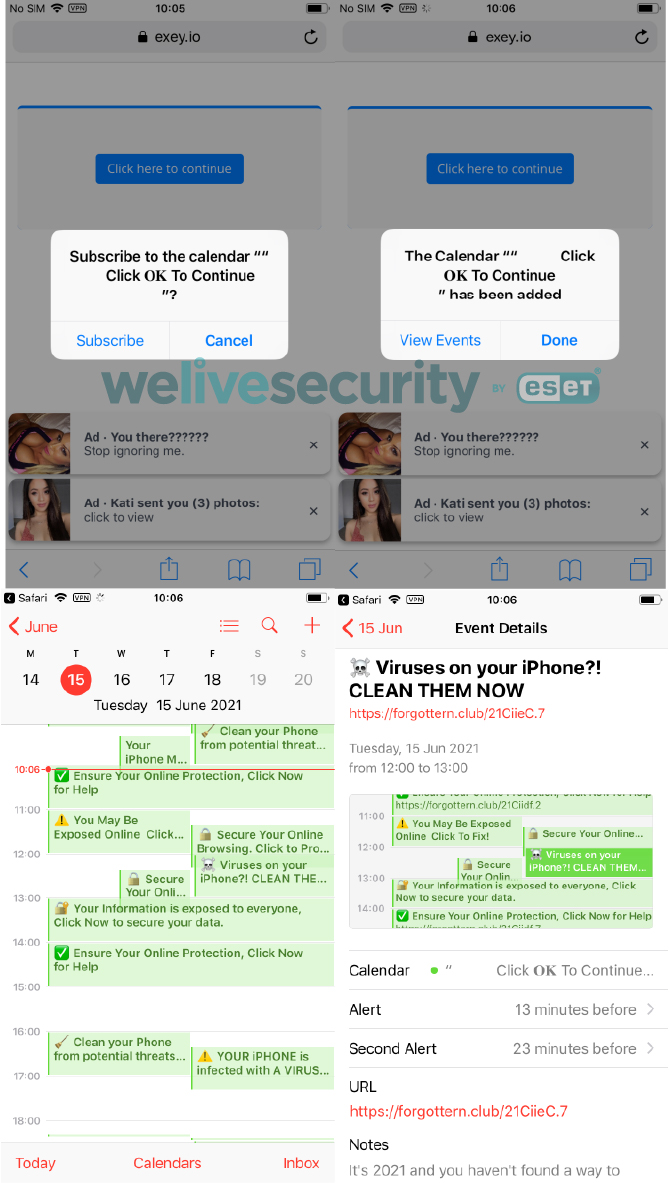 No SIM VPN 10:05
exey.io
Click here to continue
Subscribe to the calendar ““
Click OK To Continue
”?
Subscribe Cancel
Ad · You there??????
Stop ignoring me.
Ad · Kati sent you (3) photos:
click to view
No SIM VPN 10:06
exey.io
Click here to continue
The Calendar ““ Click
OK To Continue
” has been added
View Events Done
Ad · You there??????
Stop ignoring me.
Ad · Kati sent you (3) photos:
click to view
welivesecurity BY eseT
Safari VPN 10:06
June
M T W T F S S
14 15 16 17 18 19 20
Tuesday 15 June 2021
Clean your Phone
from potential threat...
Your
iPhone M...
10:06
Ensure Your Online Protection, Click Now
for Help
11:00
You May Be
Exposed Online Click...
Secure Your Online
Browsing. Click to Pro...
12:00
Viruses on your
iPhone?! CLEAN THE...
Secure
Your Onli...
13:00
Your Information is exposed to everyone,
Click Now to secure your data.
14:00
Ensure Your Online Protection, Click Now
for Help
15:00
16:00
Clean your Phone
from potential threats...
YOUR iPHONE is
infected with A VIRUS...
17:00
18:00
Today Calendars Inbox
Safari VPN 10:06
15 Jun Event Details
Viruses on your iPhone?!
CLEAN THEM NOW
https://forgottern.club/21CiieC.7
Tuesday, 15 Jun 2021
from 12:00 to 13:00
Ensure Your Online Protection, Click Now for Help
https://forgottern.club/21Ciidf.2
11:00
You May Be Exposed
Online Click To Fix!
Secure Your Online...
12:00
Viruses on your
iPhone?! CLEAN THEM...
Secure
Your Onlin...
13:00
Your Information is exposed to everyone, Click
Now to secure your data.
14:00
Ensure Your Online Protection, Click Now for Help
Calendar “ Click OK To Continue...
Alert 13 minutes before
Second Alert 23 minutes before
URL
https://forgottern.club/21CiieC.7
Notes
It's 2021 and you haven't found a way to